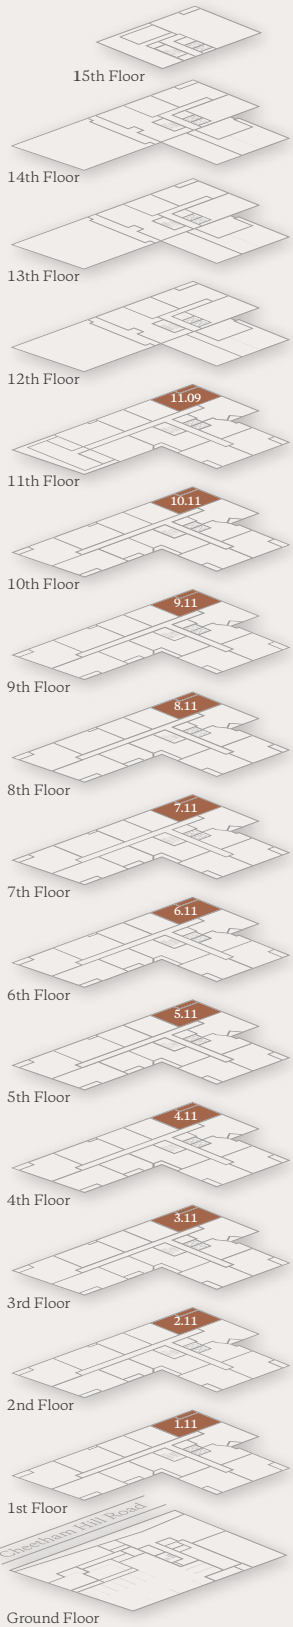 15th Floor
14th Floor
13th Floor
12th Floor
11.09
11th Floor
10.11
10th Floor
9.11
9th Floor
8.11
8th Floor
7.11
7th Floor
6.11
6th Floor
5.11
5th Floor
4.11
4th Floor
3.11
3rd Floor
2.11
2nd Floor
1.11
1st Floor
Cheetham Hill Road
Ground Floor